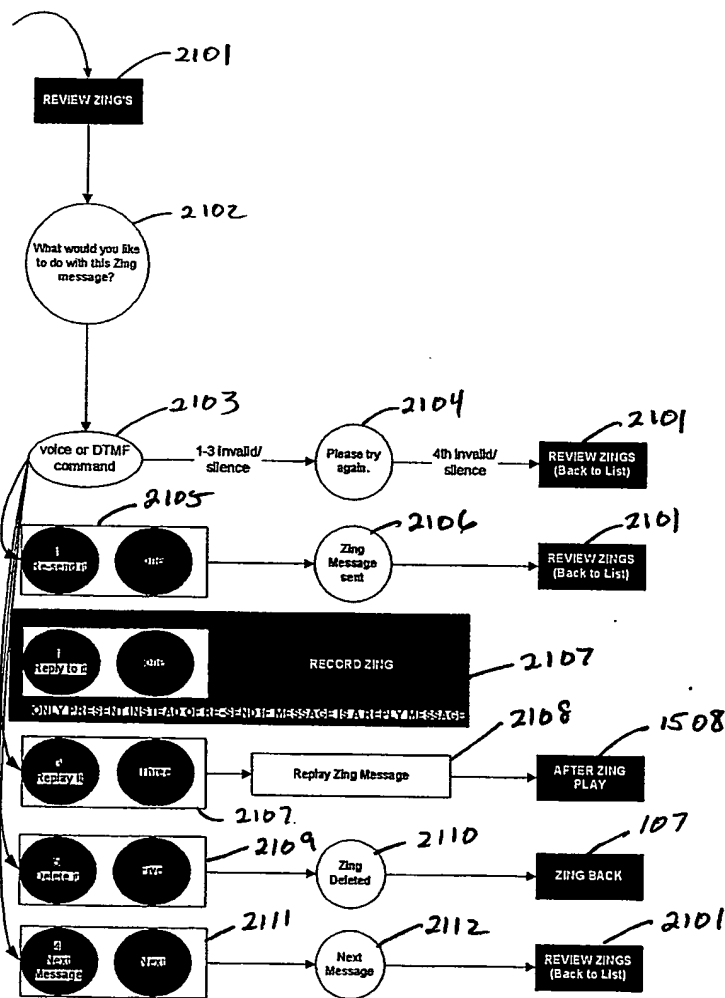 2101
REVIEW ZING'S
2102
What would you like
to do with this Zing
message?
2103
voice or DTMF
command
1-3 invalid/
silence
2104
Please try
again.
4th invalid/
silence
2101
REVIEW ZINGS
(Back to List)
2105
1
Re-send it
one
2106
Zing
Message
sent
2101
REVIEW ZINGS
(Back to List)
1
Reply to it
one
RECORD ZING
2107
ONLY PRESENT INSTEAD OF RE-SEND IF MESSAGE IS A REPLY MESSAGE
Replay it
Three
2107
Replay Zing Message
2108
1508
AFTER ZING
PLAY
2109
Delete it
Five
2110
Zing
Deleted
107
ZING BACK
2111
4
Next
Message
Next
2112
Next
Message
2101
REVIEW ZINGS
(Back to List)